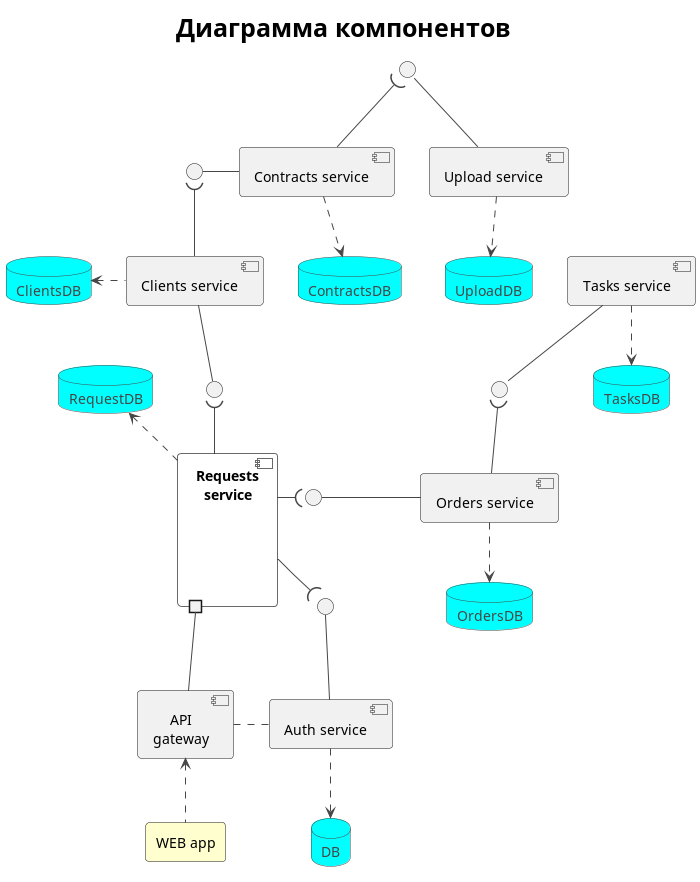 Диаграмма компонентов
Contracts service
Upload service
ClientsDB
Clients service
ContractsDB
UploadDB
Tasks service
RequestDB
TasksDB
Requests
service
Orders service
OrdersDB
API
gateway
Auth service
WEB app
DB